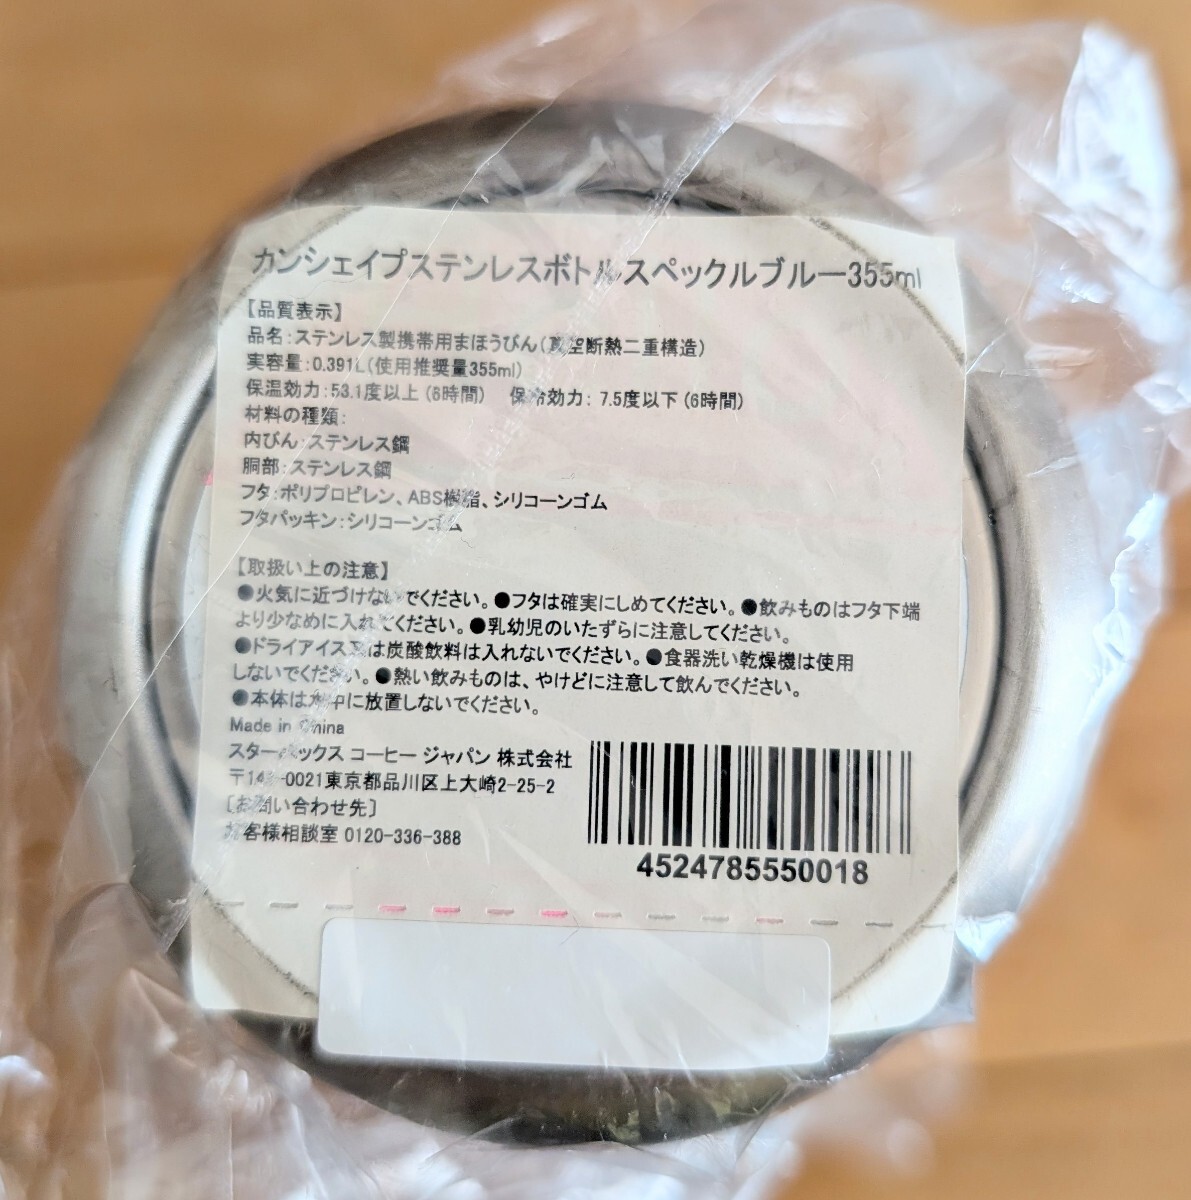 カンシェイプステンレスボトルスペックルブルー355ml
【品質表示】
品名:ステンレス製携帯用まほうびん(真空断熱二重構造)
実容量:0.391L(使用推奨量355ml)
保温効力:53.1度以上(6時間) 保冷効力: 7.5度以下(6時間)
材料の種類:
内びん:ステンレス鋼
胴部:ステンレス鋼
フタ:ポリプロピレン、ABS樹脂、シリコーンゴム
フタパッキン:シリコーンゴム
【取扱い上の注意】
●火気に近づけないでください。●フタは確実にしめてください。●飲みものはフタ下端
より少なめに入れてください。●乳幼児のいたずらに注意してください。
●ドライアイス又は炭酸飲料は入れないでください。●食器洗い乾燥機は使用
しないでください。●熱い飲みものは、やけどに注意して飲んでください。
●本体は水中に放置しないでください。
Made in China
スターバックス コーヒー ジャパン 株式会社
〒141-0021東京都品川区上大崎2-25-2
[お問い合わせ先]
お客様相談室 0120-336-388
4524785550018